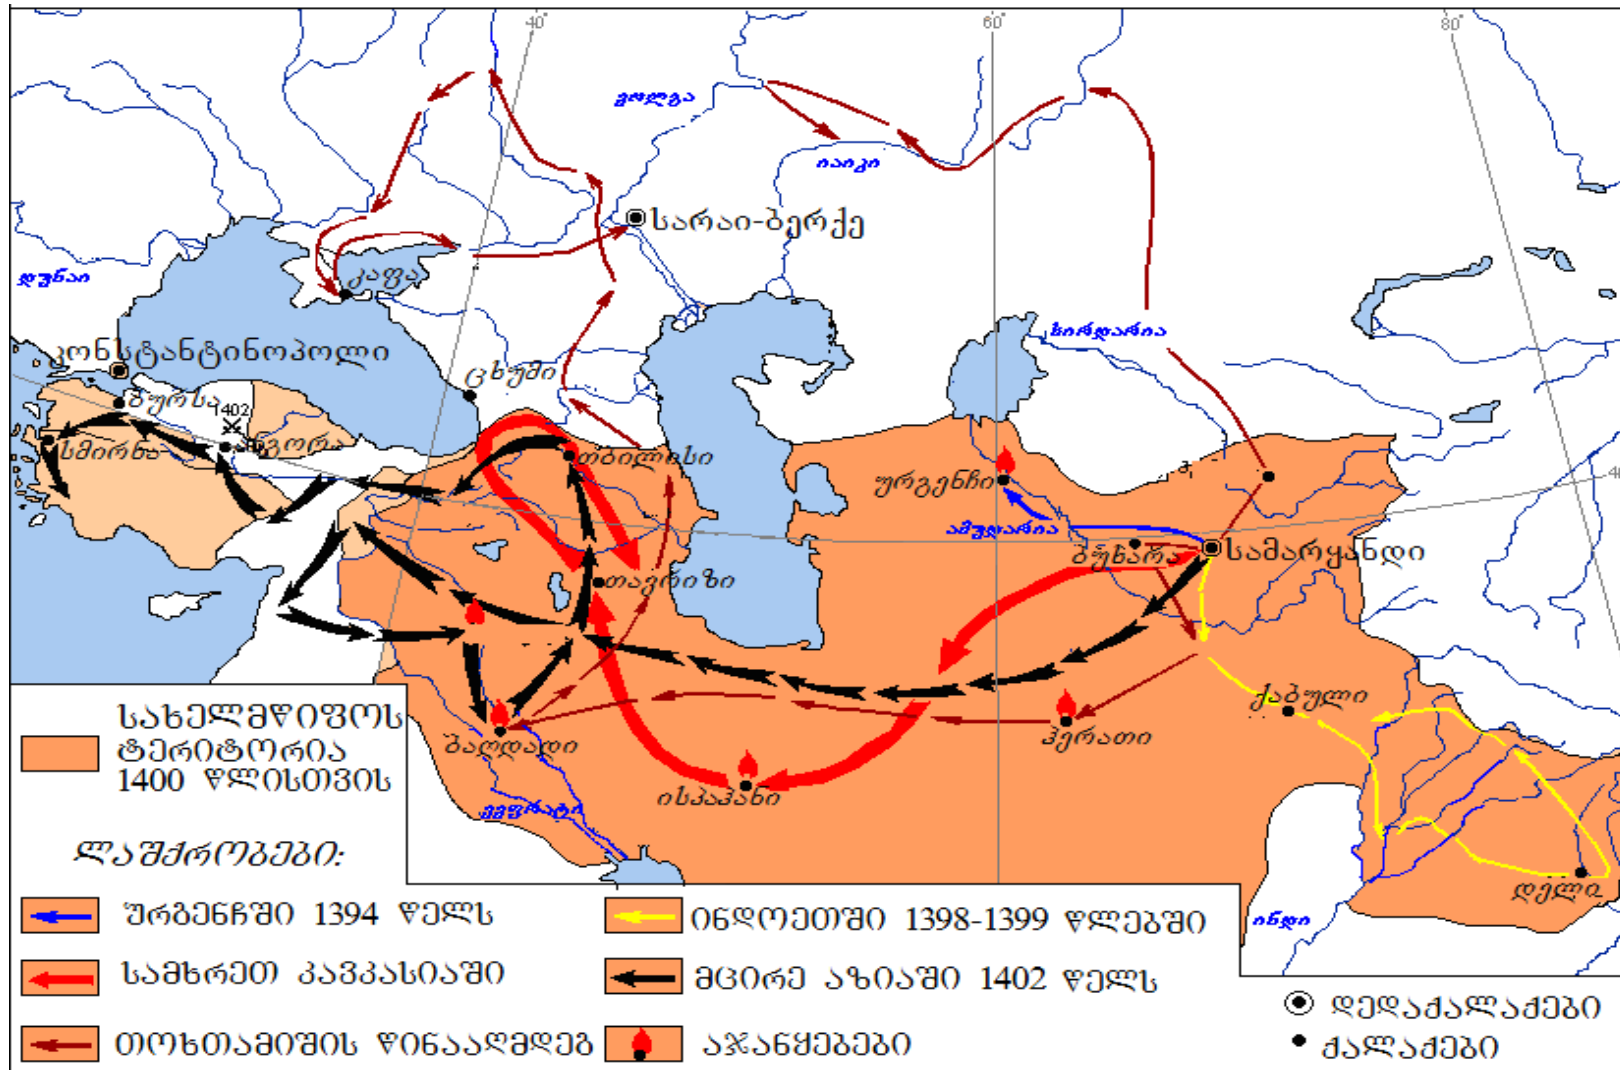 40°
60°
80°
ვოლგა
იაიკი
სარაი-ბერქე
დუნაი
კაფა
სირდარია
კონსტანტინოპოლი
ცხუმი
ბურსა
1402
სმირნა
ანგორა
თბილისი
ურგენჩი
40
ამუდარია
ბუხარა
სამარყანდი
თავრიზი
ქაბული
ბაღდადი
ჰერათი
ისპაჰანი
ევფრატი
დელი
ინდი
სახელმწიფოს
ტერიტორია
1400 წლისთვის
ლაშქრობები:
ურგენჩში 1394 წელს
ინდოეთში 1398-1399 წლებში
სამხრეთ კავკასიაში
მცირე აზიაში 1402 წელს
თოხთამიშის წინააღმდეგ
აჯანყებები
დედაქალაქები
ქალაქები